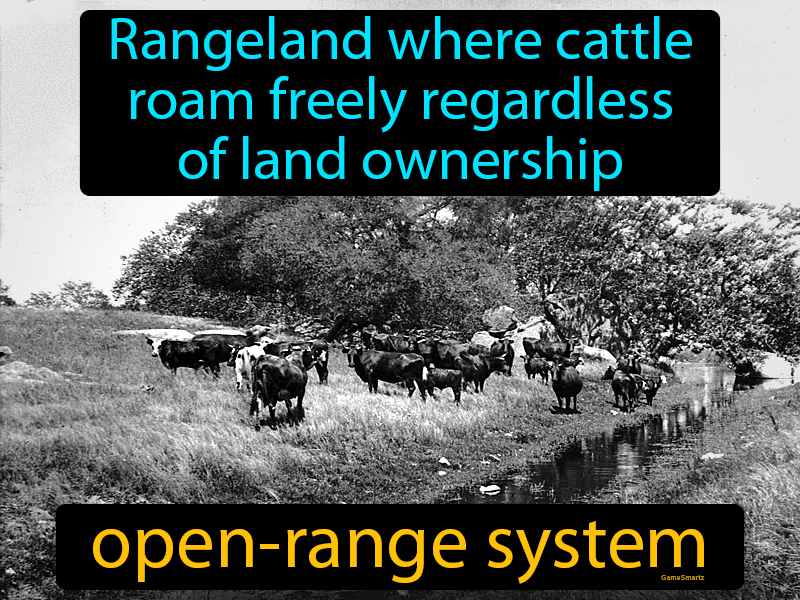 Rangeland where cattle
roam freely regardless
of land ownership
open-range system
GameSmartz